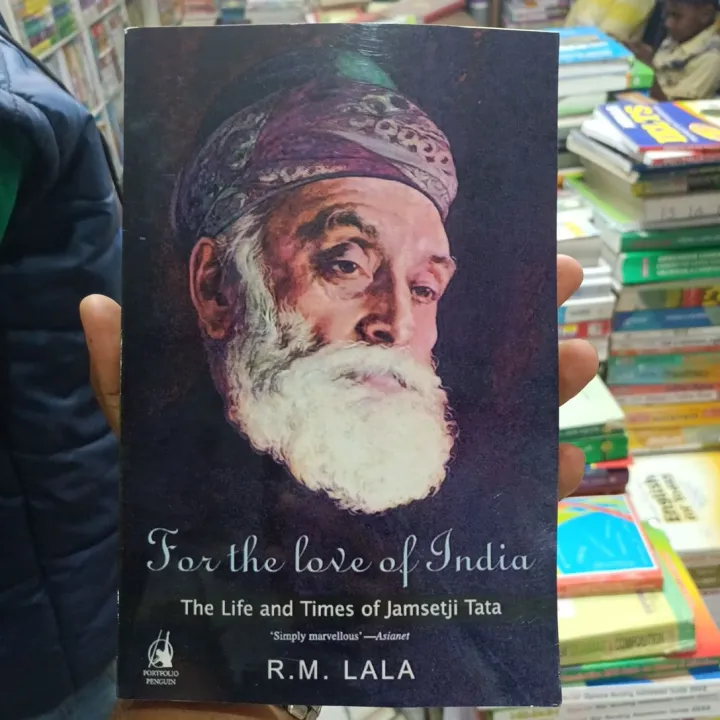 For the love of India
The Life and Times of Jamsetji Tata
'Simply marvellous'—Asianet
R.M. LALA
PORTFOLIO
PENGUIN